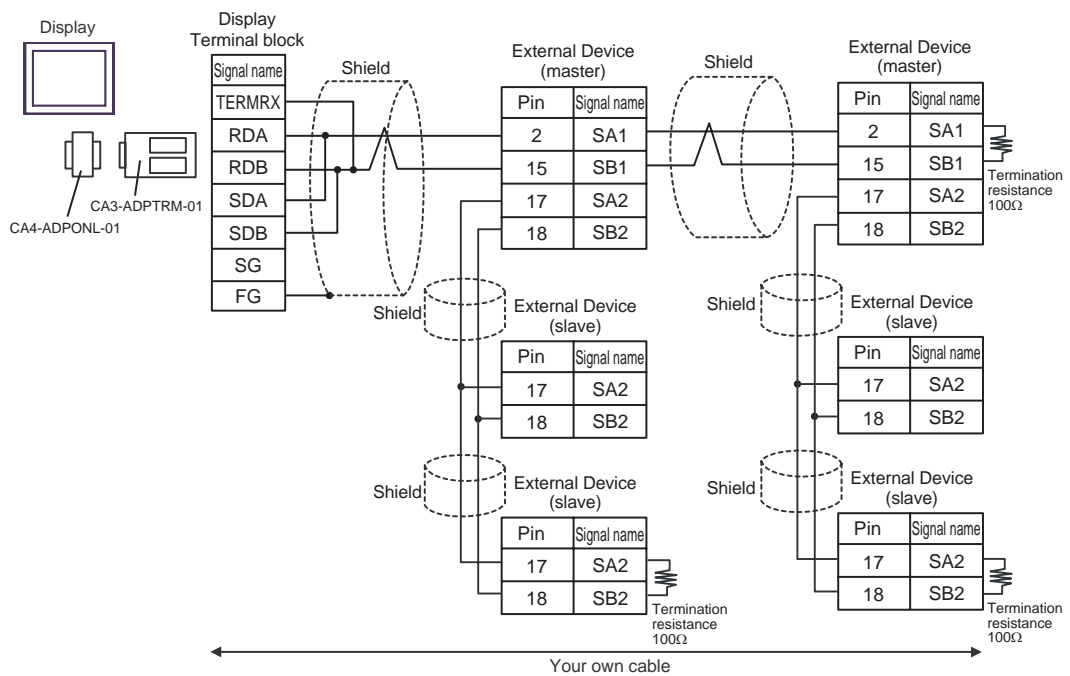 Display
CA4-ADPONL-01
CA3-ADPTRM-01
Display
Terminal block
Signal name
TERMRX
RDA
RDB
SDA
SDB
SG
FG
Shield
External Device
(master)
Pin Signal name
2 SA1
15 SB1
17 SA2
18 SB2
Shield
External Device
(master)
Pin Signal name
2 SA1
15 SB1
17 SA2
18 SB2
Termination
resistance
100Ω
Shield
External Device
(slave)
Pin Signal name
17 SA2
18 SB2
Shield
External Device
(slave)
Pin Signal name
17 SA2
18 SB2
Shield
External Device
(slave)
Pin Signal name
17 SA2
18 SB2
Termination
resistance
100Ω
Shield
External Device
(slave)
Pin Signal name
17 SA2
18 SB2
Termination
resistance
100Ω
Your own cable